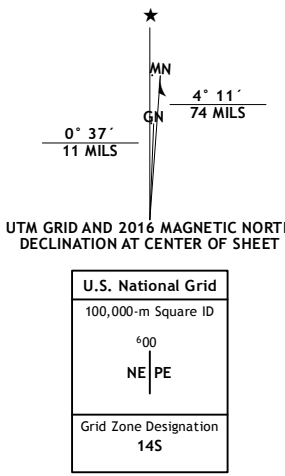 ★
MN
4° 11´
74 MILS
GN
0° 37´
11 MILS
UTM GRID AND 2016 MAGNETIC NORTH
DECLINATION AT CENTER OF SHEET
U.S. National Grid
100,000-m Square ID
⁶00
NE PE
Grid Zone Designation
14S